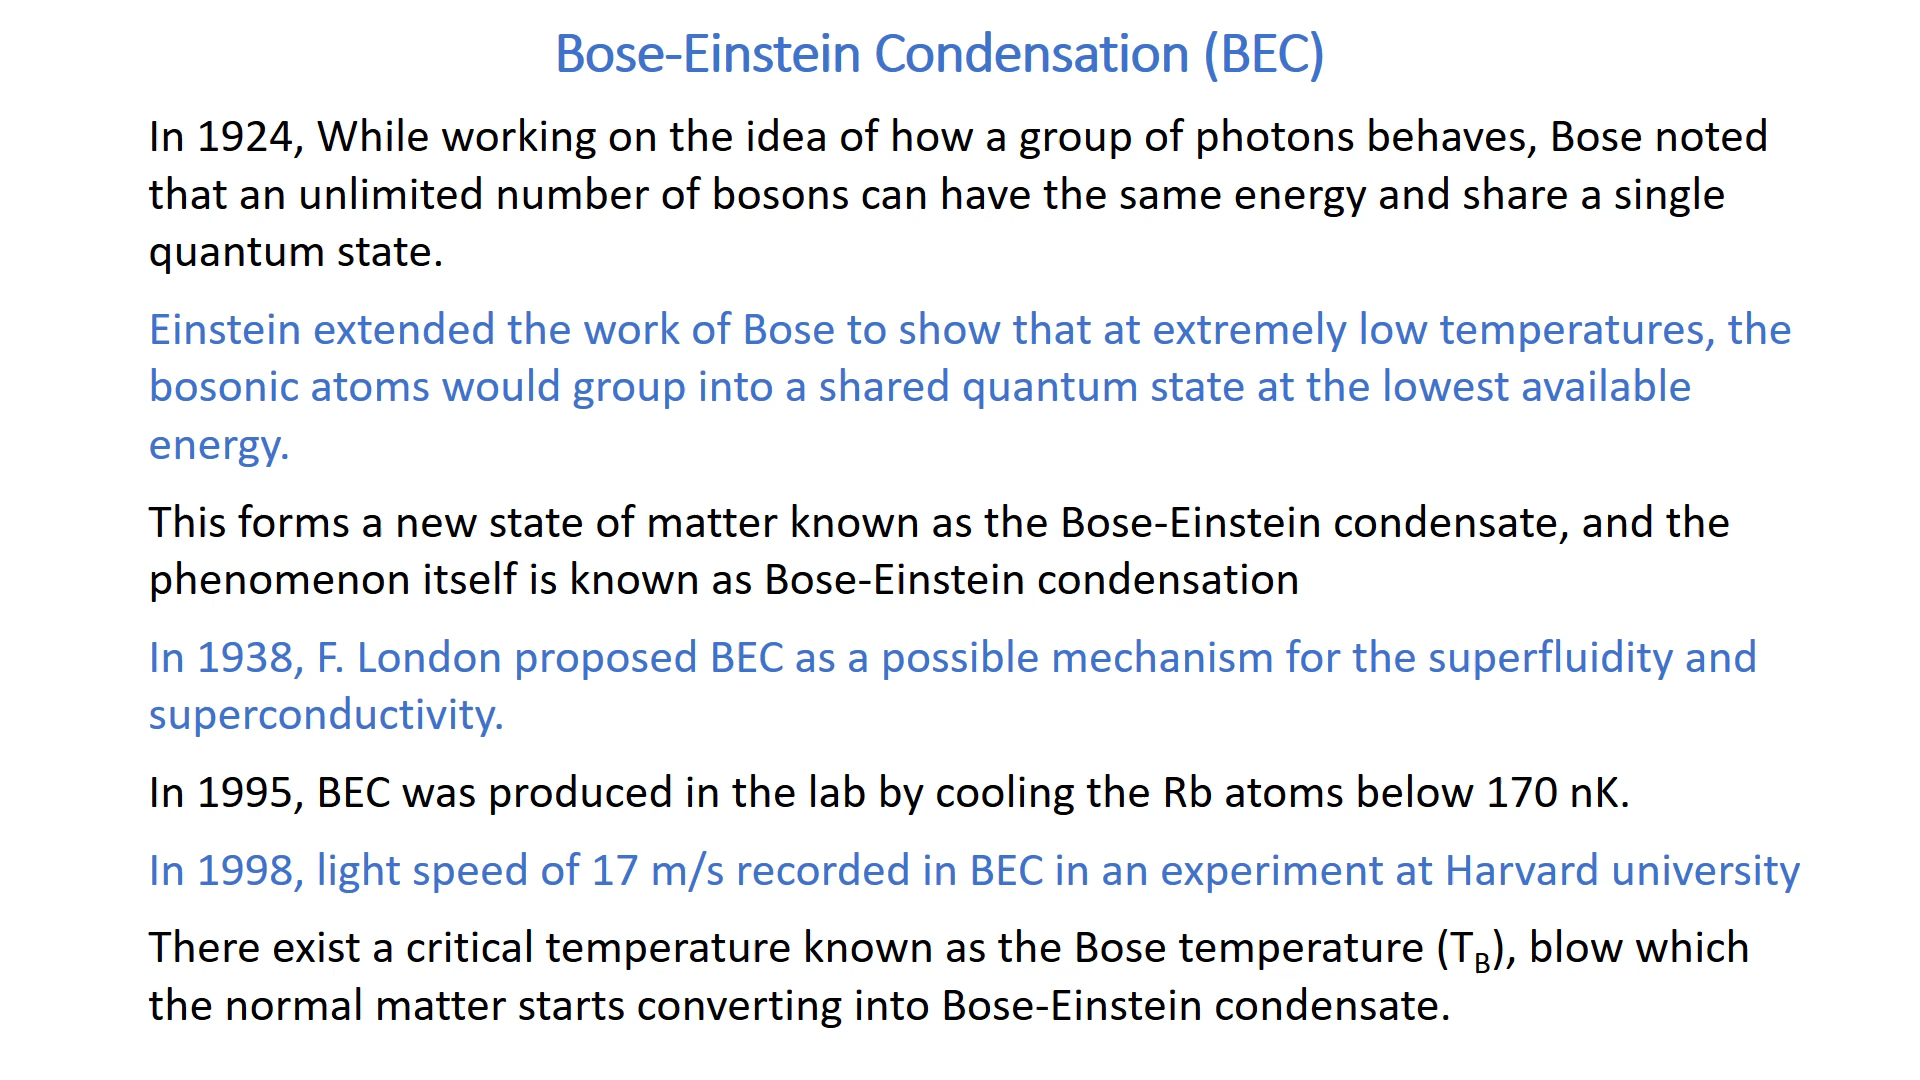 Bose-Einstein Condensation (BEC)
In 1924, While working on the idea of how a group of photons behaves, Bose noted
that an unlimited number of bosons can have the same energy and share a single
quantum state.
Einstein extended the work of Bose to show that at extremely low temperatures, the
bosonic atoms would group into a shared quantum state at the lowest available
energy.
This forms a new state of matter known as the Bose-Einstein condensate, and the
phenomenon itself is known as Bose-Einstein condensation
In 1938, F. London proposed BEC as a possible mechanism for the superfluidity and
superconductivity.
In 1995, BEC was produced in the lab by cooling the Rb atoms below 170 nK.
In 1998, light speed of 17 m/s recorded in BEC in an experiment at Harvard university
There exist a critical temperature known as the Bose temperature (T_B), blow which
the normal matter starts converting into Bose-Einstein condensate.